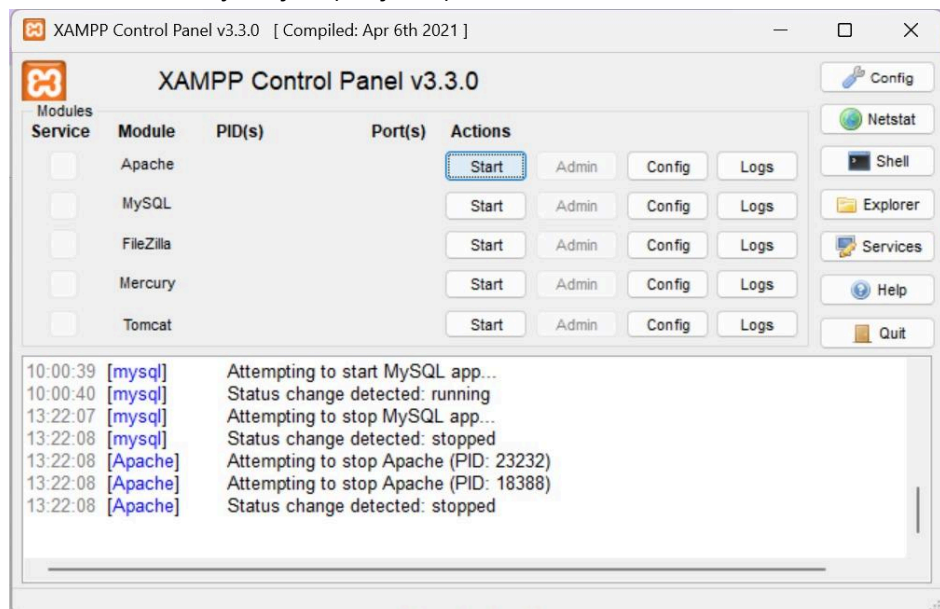 XAMPP Control Panel v3.3.0 [ Compiled: Apr 6th 2021 ]
XAMPP Control Panel v3.3.0
Config
Modules
Service Module PID(s) Port(s) Actions
Netstat
Apache Start Admin Config Logs
Shell
MySQL Start Admin Config Logs
Explorer
FileZilla Start Admin Config Logs
Services
Mercury Start Admin Config Logs
Help
Tomcat Start Admin Config Logs
Quit
10:00:39 [mysql] Attempting to start MySQL app...
10:00:40 [mysql] Status change detected: running
13:22:07 [mysql] Attempting to stop MySQL app...
13:22:08 [mysql] Status change detected: stopped
13:22:08 [Apache] Attempting to stop Apache (PID: 23232)
13:22:08 [Apache] Attempting to stop Apache (PID: 18388)
13:22:08 [Apache] Status change detected: stopped